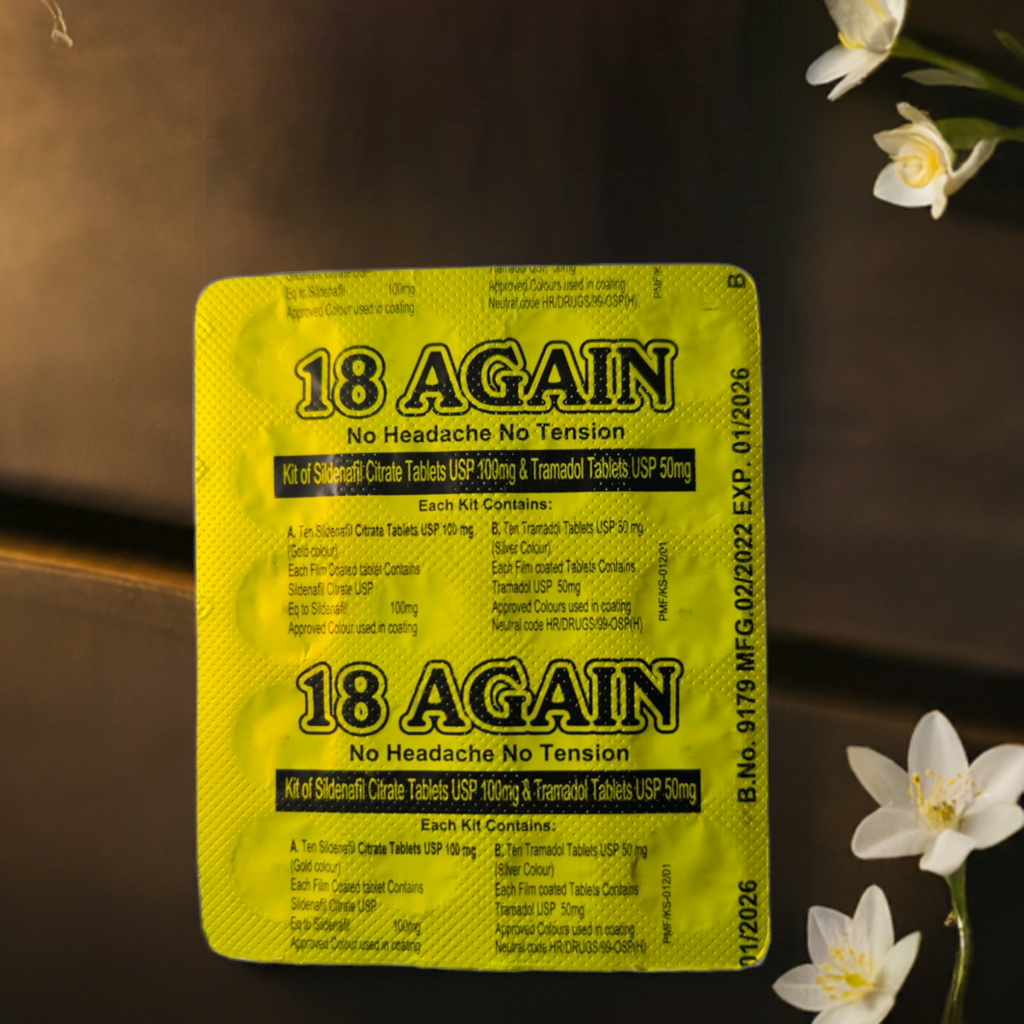 Eq to Sildenafil 100mg
Approved Colour used in coating
Approved Colours used in coating
Neutral code HR/DRUGS/99-OSP(H)
18 AGAIN
No Headache No Tension
Kit of Sildenafil Citrate Tablets USP 100mg & Tramadol Tablets USP 50mg
Each Kit Contains:
A. Ten Sildenafil Citrate Tablets USP 100 mg
(Gold colour)
Each Film Coated tablet Contains
Sildenafil Citrate USP
Eq to Sildenafil 100mg
Approved Colour used in coating
B. Ten Tramadol Tablets USP 50 mg
(Silver Colour)
Each Film coated Tablets Contains
Tramadol USP 50mg
Approved Colours used in coating
Neutral code HR/DRUGS/99-OSP(H)
PMF/KS-012/01
18 AGAIN
No Headache No Tension
Kit of Sildenafil Citrate Tablets USP 100mg & Tramadol Tablets USP 50mg
Each Kit Contains:
A. Ten Sildenafil Citrate Tablets USP 100 mg
(Gold colour)
Each Film Coated tablet Contains
Sildenafil Citrate USP
Eq to Sildenafil 100mg
Approved Colour used in coating
B. Ten Tramadol Tablets USP 50 mg
(Silver Colour)
Each Film coated Tablets Contains
Tramadol USP 50mg
Approved Colours used in coating
Neutral code HR/DRUGS/99-OSP(H)
PMF/KS-012/01
B
B.No. 9179 MFG.02/2022 EXP. 01/2026
01/2026